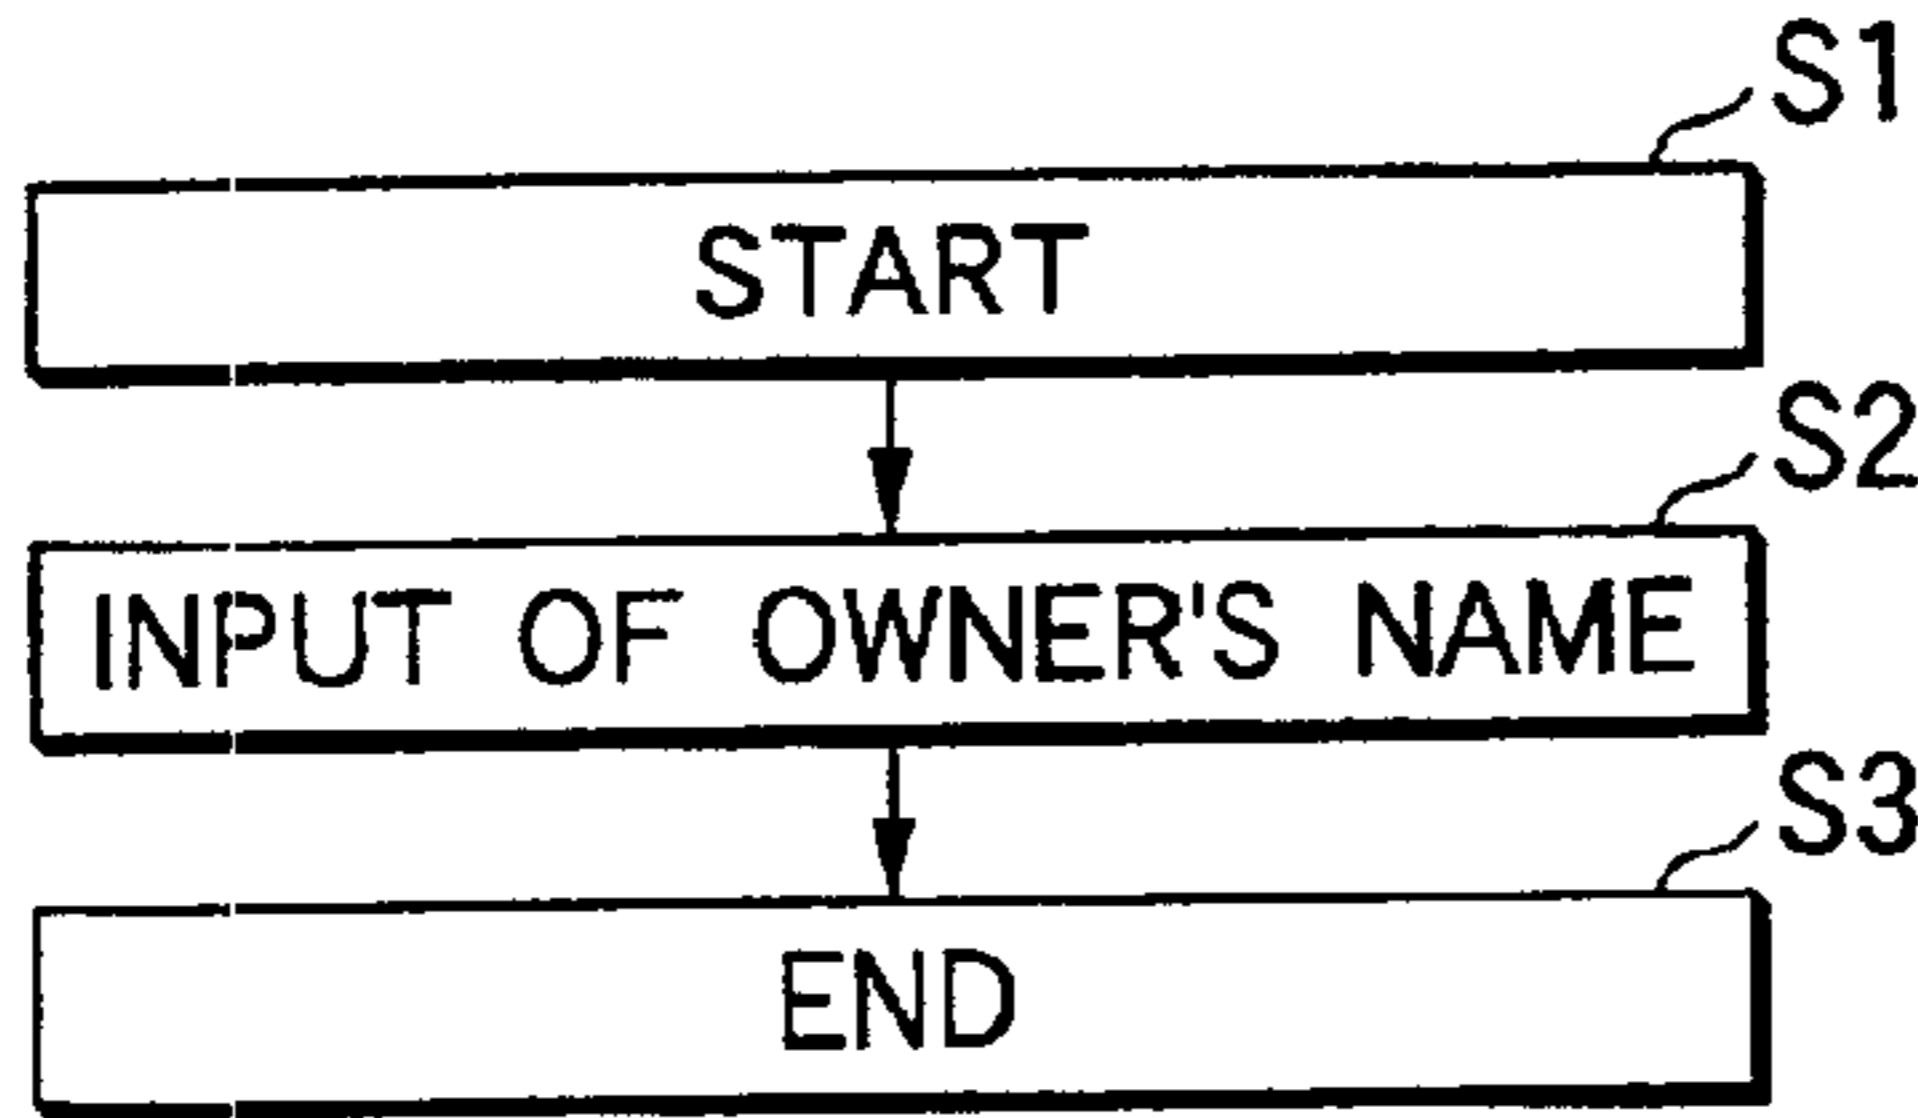 S1
START
S2
INPUT OF OWNER'S NAME
S3
END